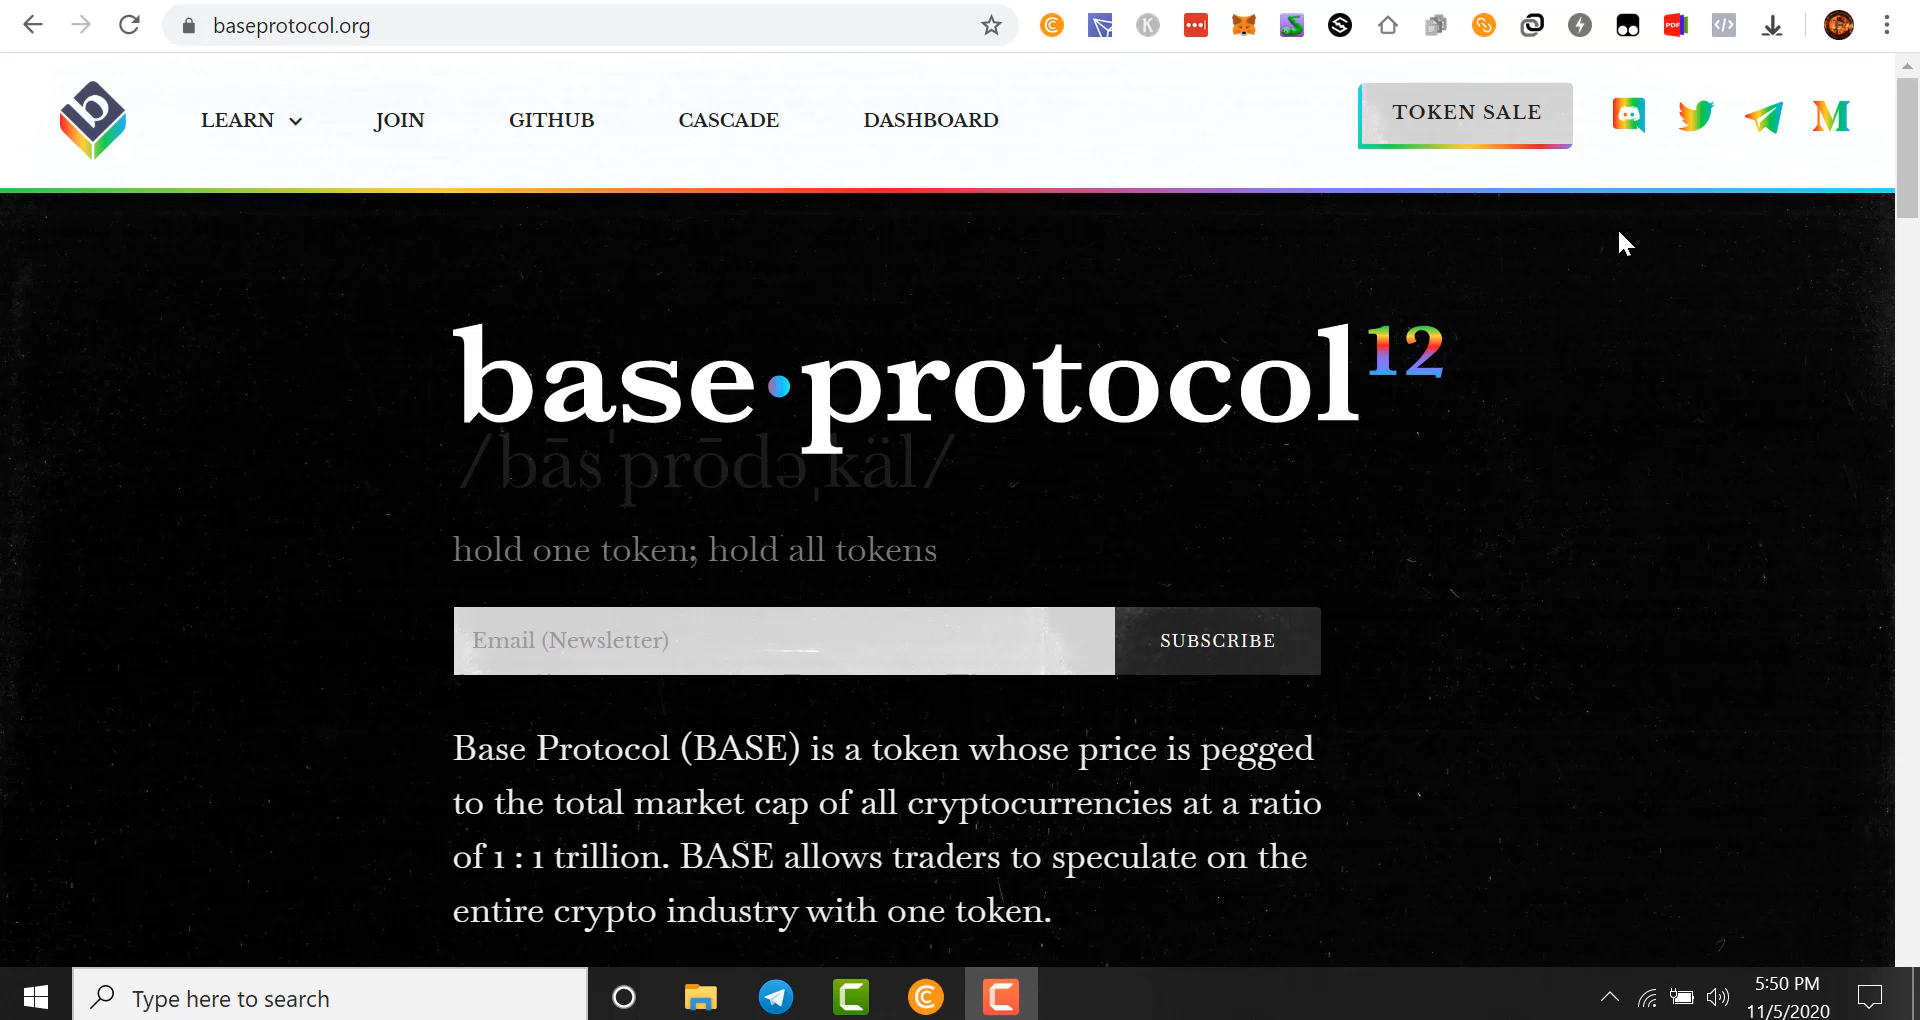 baseprotocol.org
LEARN
JOIN
GITHUB
CASCADE
DASHBOARD
TOKEN SALE
M
base·protocol¹²
/bāsˈprōdəˌkäl/
hold one token; hold all tokens
Email (Newsletter)
SUBSCRIBE
Base Protocol (BASE) is a token whose price is pegged
to the total market cap of all cryptocurrencies at a ratio
of 1 : 1 trillion. BASE allows traders to speculate on the
entire crypto industry with one token.
Type here to search
5:50 PM
11/5/2020